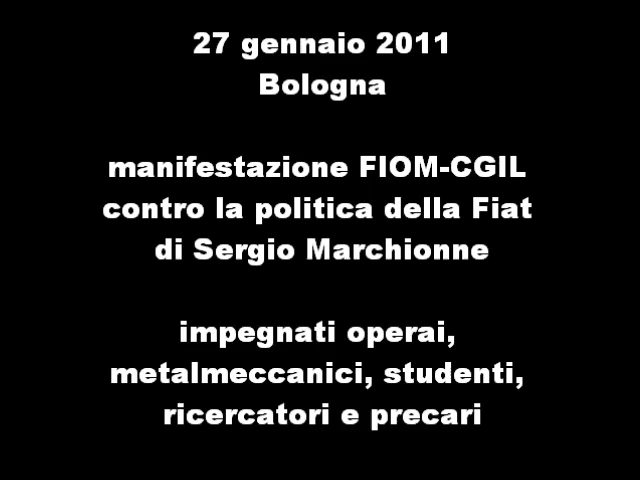 27 gennaio 2011
Bologna
manifestazione FIOM-CGIL
contro la politica della Fiat
di Sergio Marchionne
impegnati operai,
metalmeccanici, studenti,
ricercatori e precari